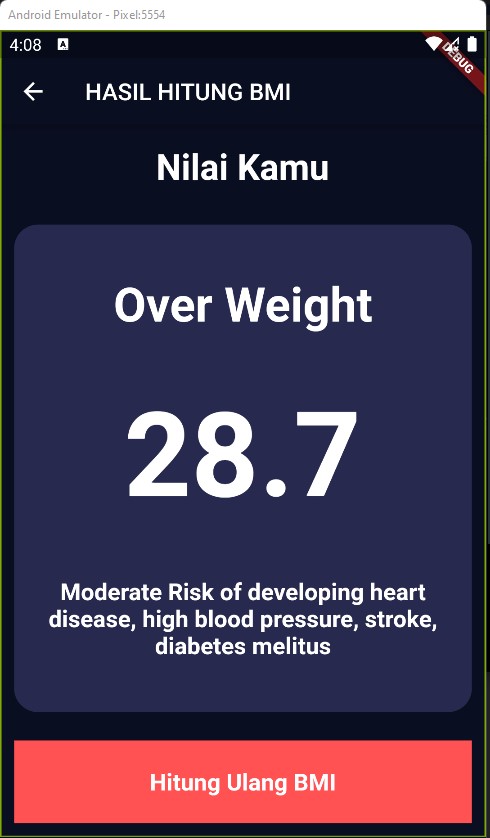 Android Emulator - Pixel:5554
4:08
A
DEBUG
HASIL HITUNG BMI
Nilai Kamu
Over Weight
28.7
Moderate Risk of developing heart
disease, high blood pressure, stroke,
diabetes melitus
Hitung Ulang BMI